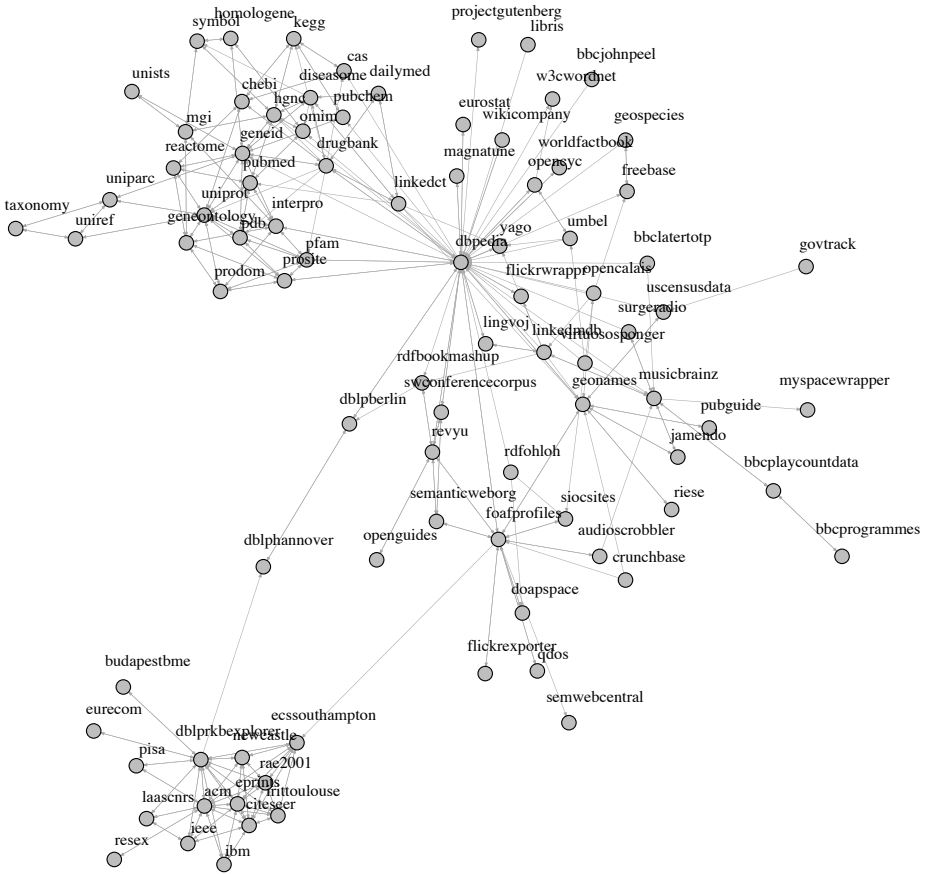 projectgutenberg
homologene
symbol
libris
kegg
bbcjohnpeel
cas
unists
diseasome
dailymed
w3cwordnet
chebi
pubchem
eurostat
hgnc
mgi
omim
wikicompany
geospecies
geneid
drugbank
worldfactbook
reactome
magnatune
pubmed
opencyc
freebase
linkedct
uniparc
uniprot
interpro
taxonomy
uniref
geneontology
pdb
yago
umbel
dbpedia
bbclatertotp
govtrack
pfam
prosite
flickrwrappr
opencalais
prodom
uscensusdata
surgeradio
lingvoj
linkedmdb
virtuososponger
rdfbookmashup
swconferencecorpus
geonames
musicbrainz
myspacewrapper
dblpberlin
pubguide
revyu
jamendo
rdfohloh
bbcplaycountdata
semanticweborg
siocsites
riese
foafprofiles
openguides
audioscrobbler
bbcprogrammes
dblphannover
crunchbase
doapspace
flickrexporter
qdos
budapestbme
semwebcentral
eurecom
ecssouthampton
dblprkbexplorer
newcastle
pisa
rae2001
eprints
laascnrs
acm
irittoulouse
citeseer
ieee
resex
ibm